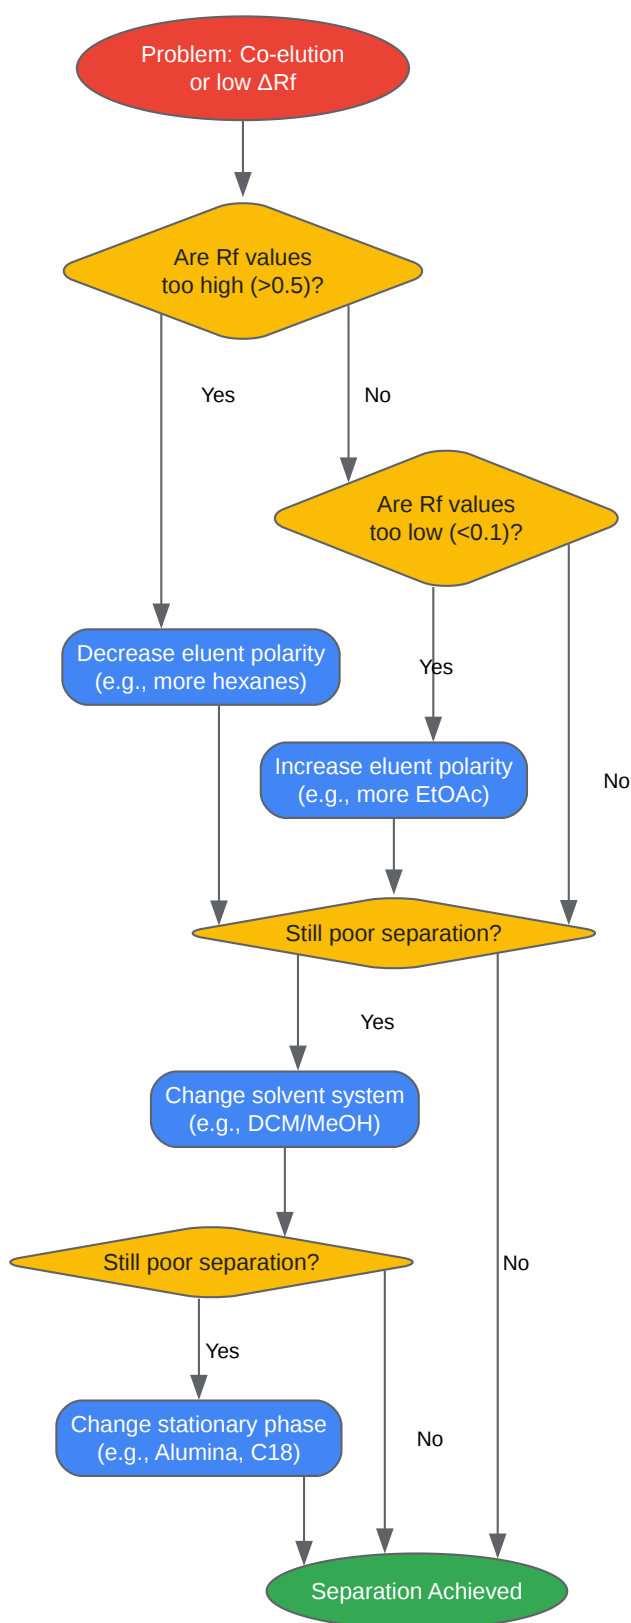 Problem: Co-elution
or low ΔRf
Are Rf values
too high (>0.5)?
Yes
No
Are Rf values
too low (<0.1)?
Decrease eluent polarity
(e.g., more hexanes)
Yes
Increase eluent polarity
(e.g., more EtOAc)
No
Still poor separation?
Yes
Change solvent system
(e.g., DCM/MeOH)
Still poor separation?
No
Yes
Change stationary phase
(e.g., Alumina, C18)
No
Separation Achieved